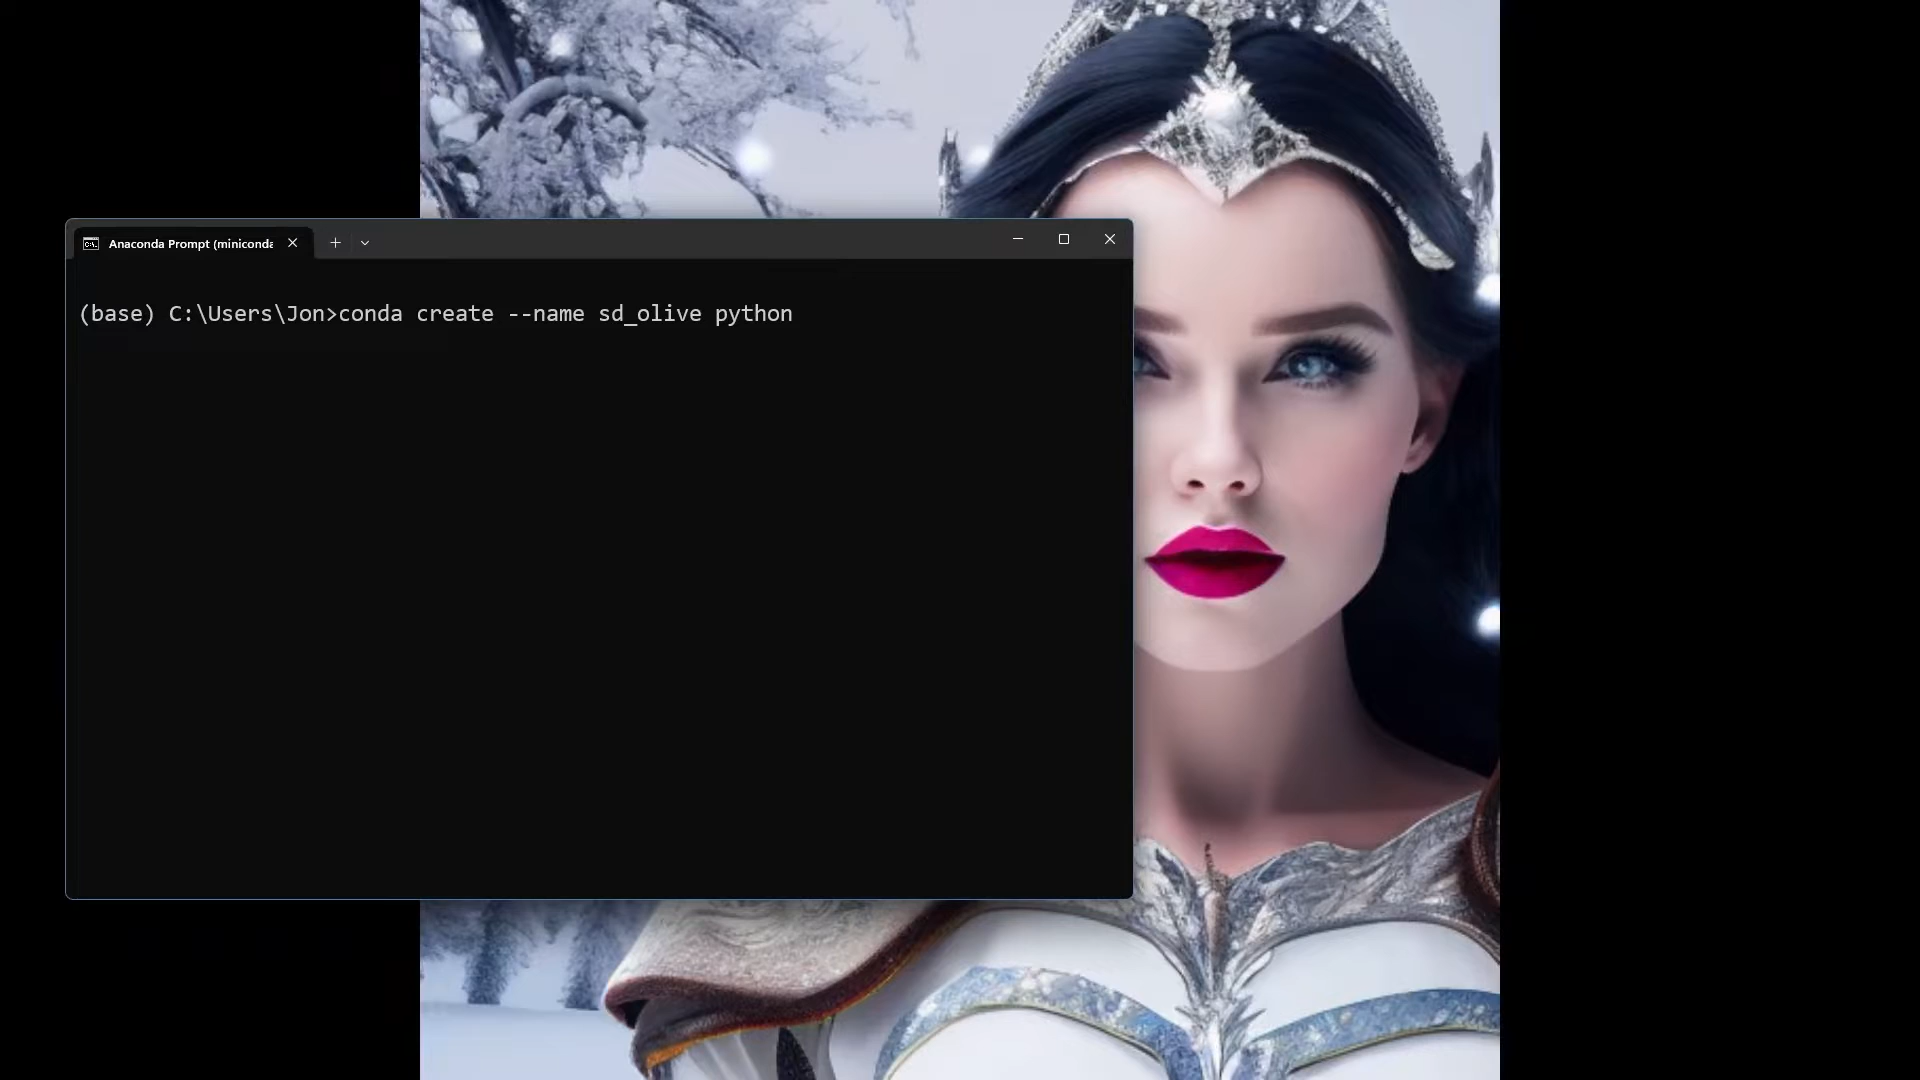 Anaconda Prompt (miniconda
(base) C:\Users\Jon>conda create --name sd_olive python